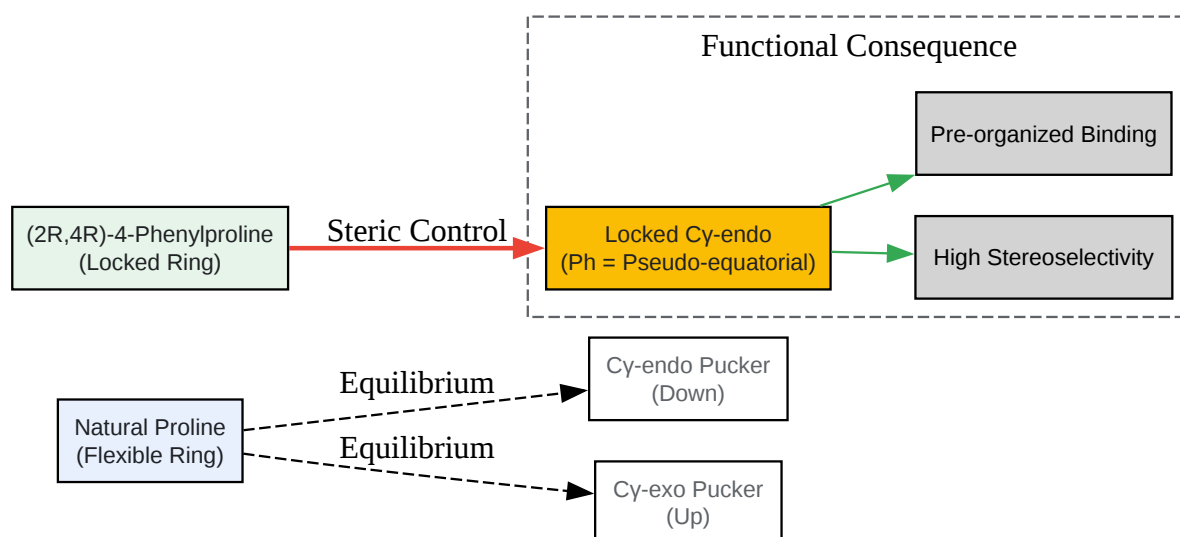 Functional Consequence
Pre-organized Binding
(2R,4R)-4-Phenylproline
(Locked Ring)
Steric Control
Locked Cγ-endo
(Ph = Pseudo-equatorial)
High Stereoselectivity
Natural Proline
(Flexible Ring)
Equilibrium
Cγ-endo Pucker
(Down)
Equilibrium
Cγ-exo Pucker
(Up)